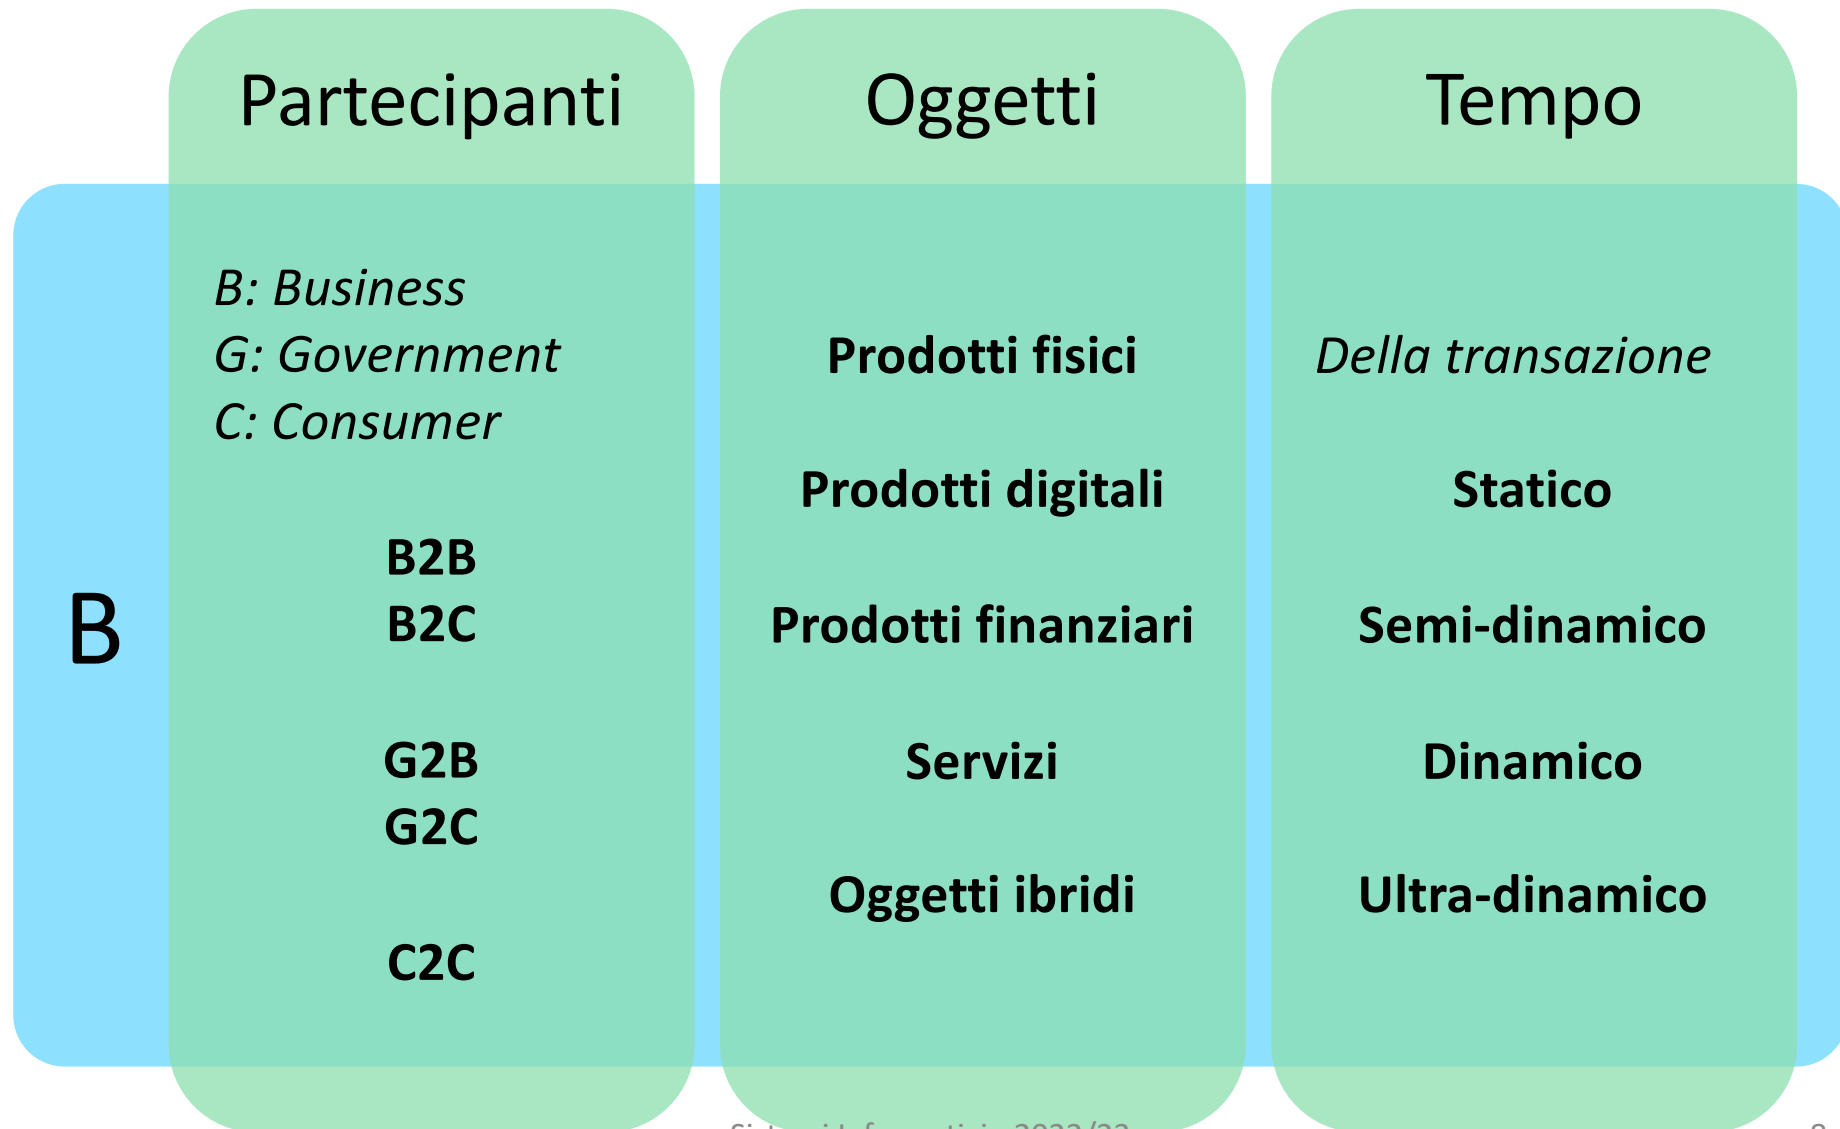 Partecipanti
Oggetti
Tempo
B
B: Business
G: Government
C: Consumer
B2B
B2C
G2B
G2C
C2C
Prodotti fisici
Prodotti digitali
Prodotti finanziari
Servizi
Oggetti ibridi
Della transazione
Statico
Semi-dinamico
Dinamico
Ultra-dinamico